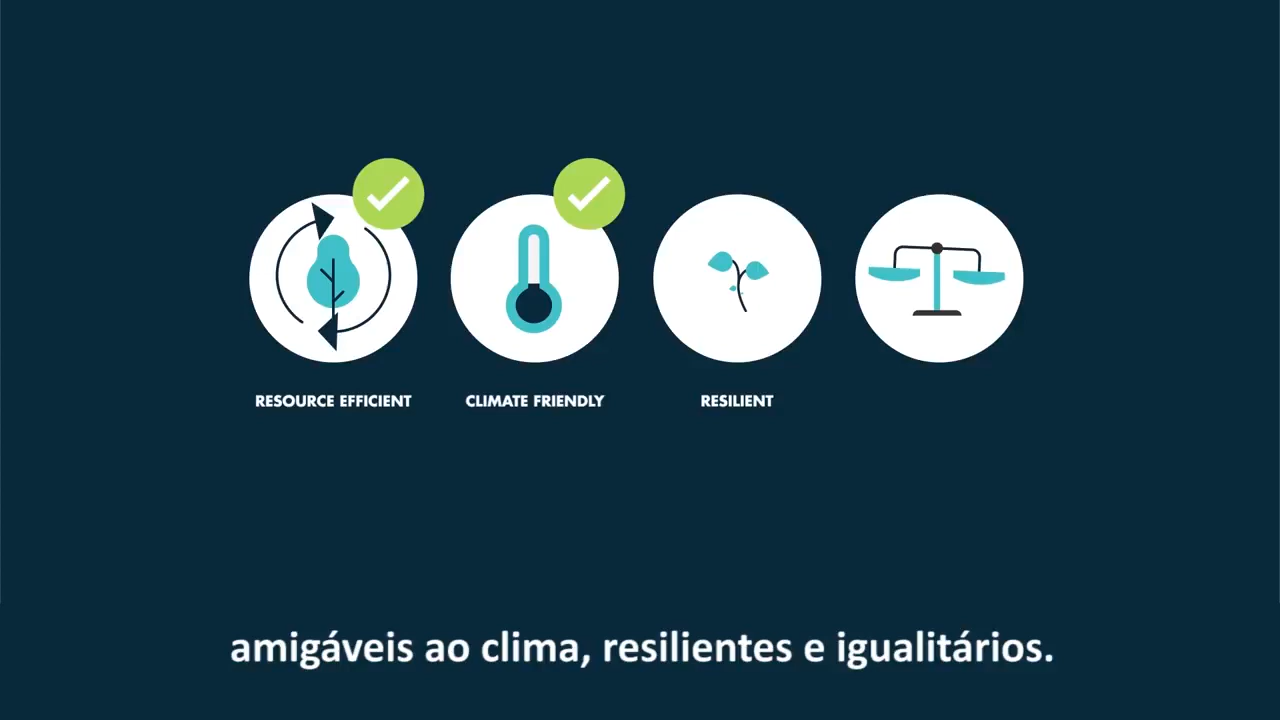 RESOURCE EFFICIENT
CLIMATE FRIENDLY
RESILIENT
amigáveis ao clima, resilientes e igualitários.